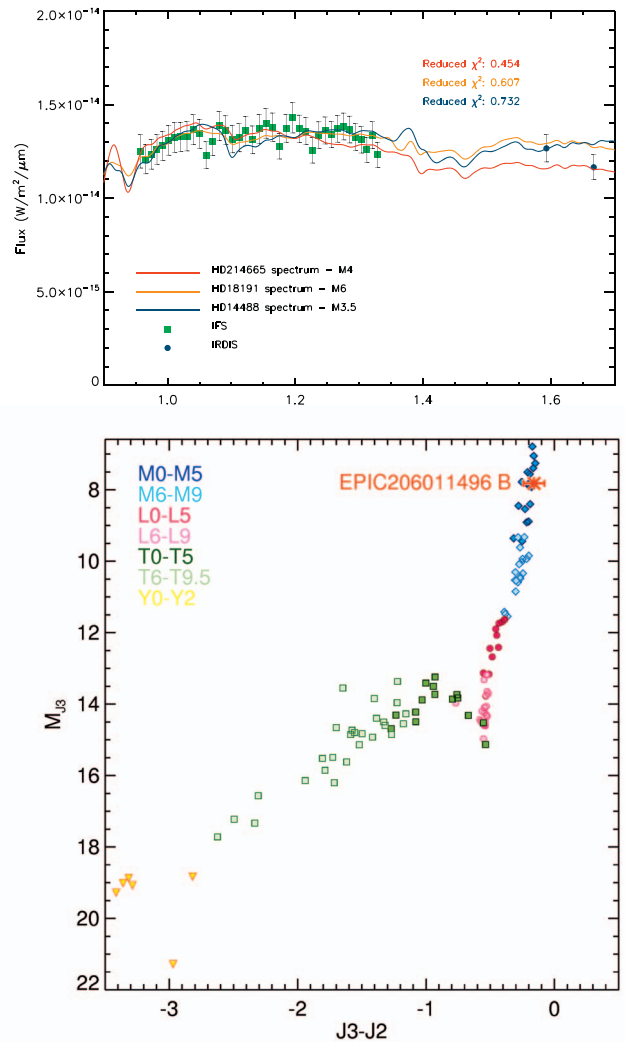 2.0×10⁻¹⁴
1.5×10⁻¹⁴
1.0×10⁻¹⁴
5.0×10⁻¹⁵
0
Flux (W/m²/μm)
Reduced χ²: 0.454
Reduced χ²: 0.607
Reduced χ²: 0.732
HD214665 spectrum – M4
HD18191 spectrum – M6
HD14488 spectrum – M3.5
IFS
IRDIS
1.0 1.2 1.4 1.6
M0-M5
M6-M9
L0-L5
L6-L9
T0-T5
T6-T9.5
Y0-Y2
EPIC206011496 B
8
10
12
14
16
18
20
22
M_J3
-3 -2 -1 0
J3-J2